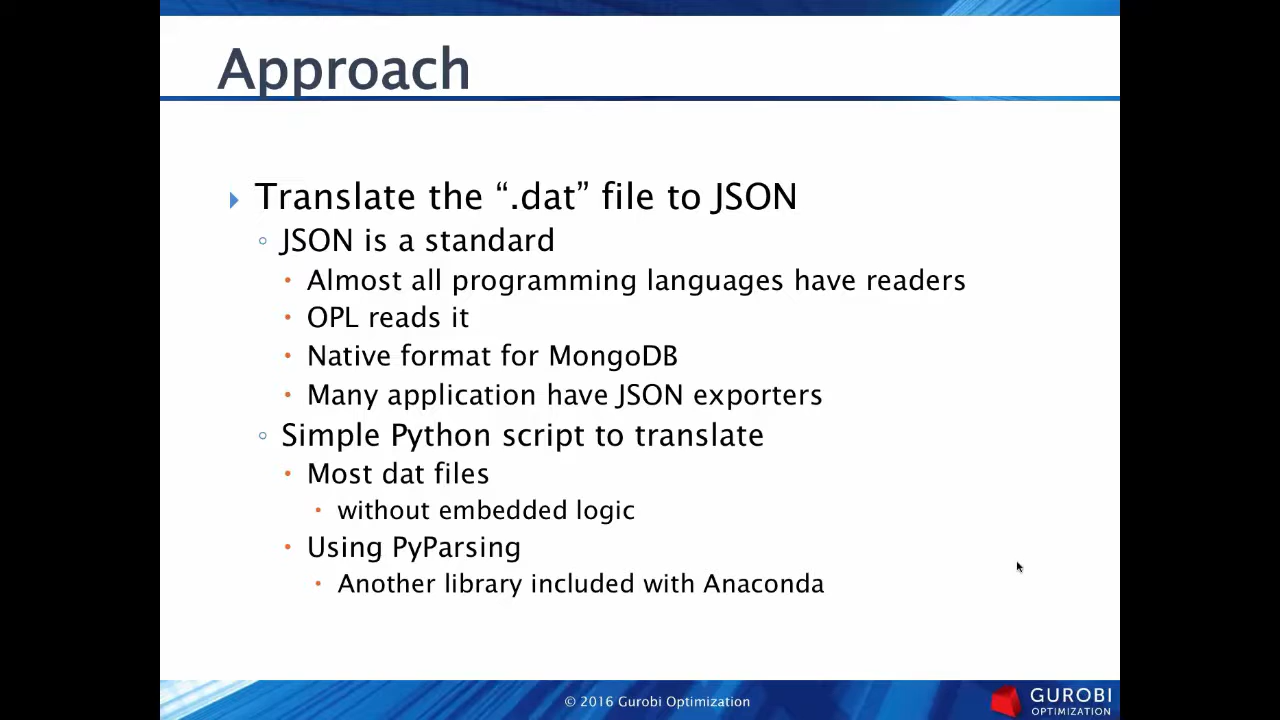 Approach
Translate the “.dat” file to JSON
JSON is a standard
Almost all programming languages have readers
OPL reads it
Native format for MongoDB
Many application have JSON exporters
Simple Python script to translate
Most dat files
without embedded logic
Using PyParsing
Another library included with Anaconda
© 2016 Gurobi Optimization
GUROBI
OPTIMIZATION